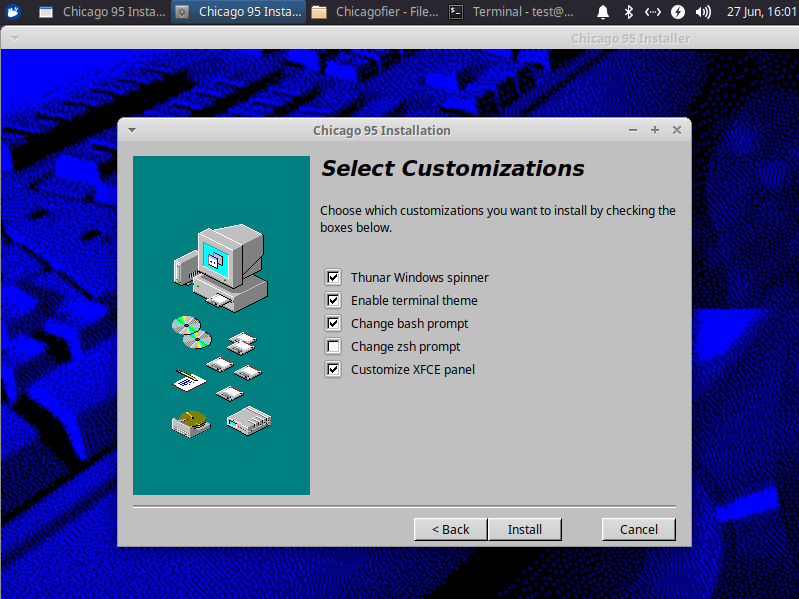 Chicago 95 Insta...
Chicago 95 Insta...
Chicagofier - File...
Terminal - test@...
27 Jun, 16:01
Chicago 95 Installer
Chicago 95 Installation
Select Customizations
Choose which customizations you want to install by checking the
boxes below.
Thunar Windows spinner
Enable terminal theme
Change bash prompt
Change zsh prompt
Customize XFCE panel
< Back
Install
Cancel